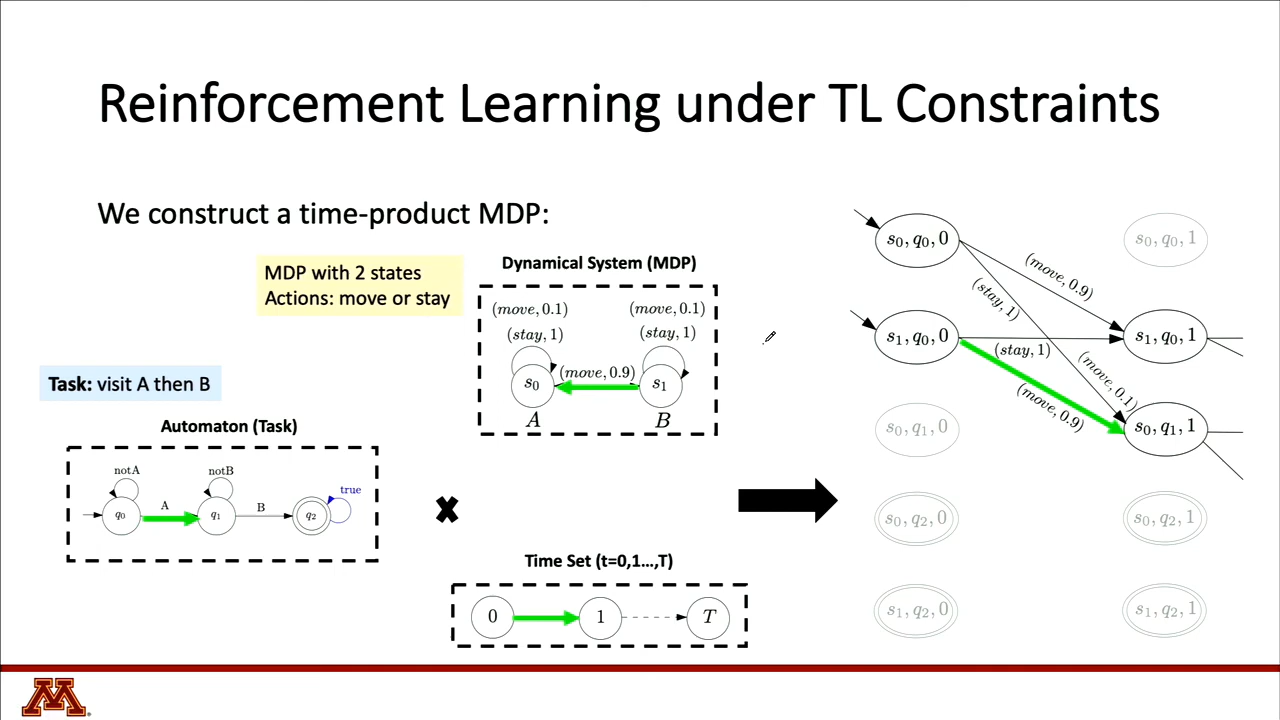 Reinforcement Learning under TL Constraints
We construct a time-product MDP:
MDP with 2 states
Actions: move or stay
Dynamical System (MDP)
(move, 0.1)
(stay, 1)
(move, 0.1)
(stay, 1)
s₀
(move, 0.9)
s₁
A
B
Task: visit A then B
Automaton (Task)
notA
notB
true
q₀
A
q₁
B
q₂
Time Set (t=0,1...,T)
0
1
T
s₀, q₀, 0
s₀, q₀, 1
(move, 0.9)
(stay, 1)
s₁, q₀, 0
s₁, q₀, 1
(stay, 1)
(move, 0.1)
(move, 0.9)
s₀, q₁, 0
s₀, q₁, 1
s₀, q₂, 0
s₀, q₂, 1
s₁, q₂, 0
s₁, q₂, 1
M